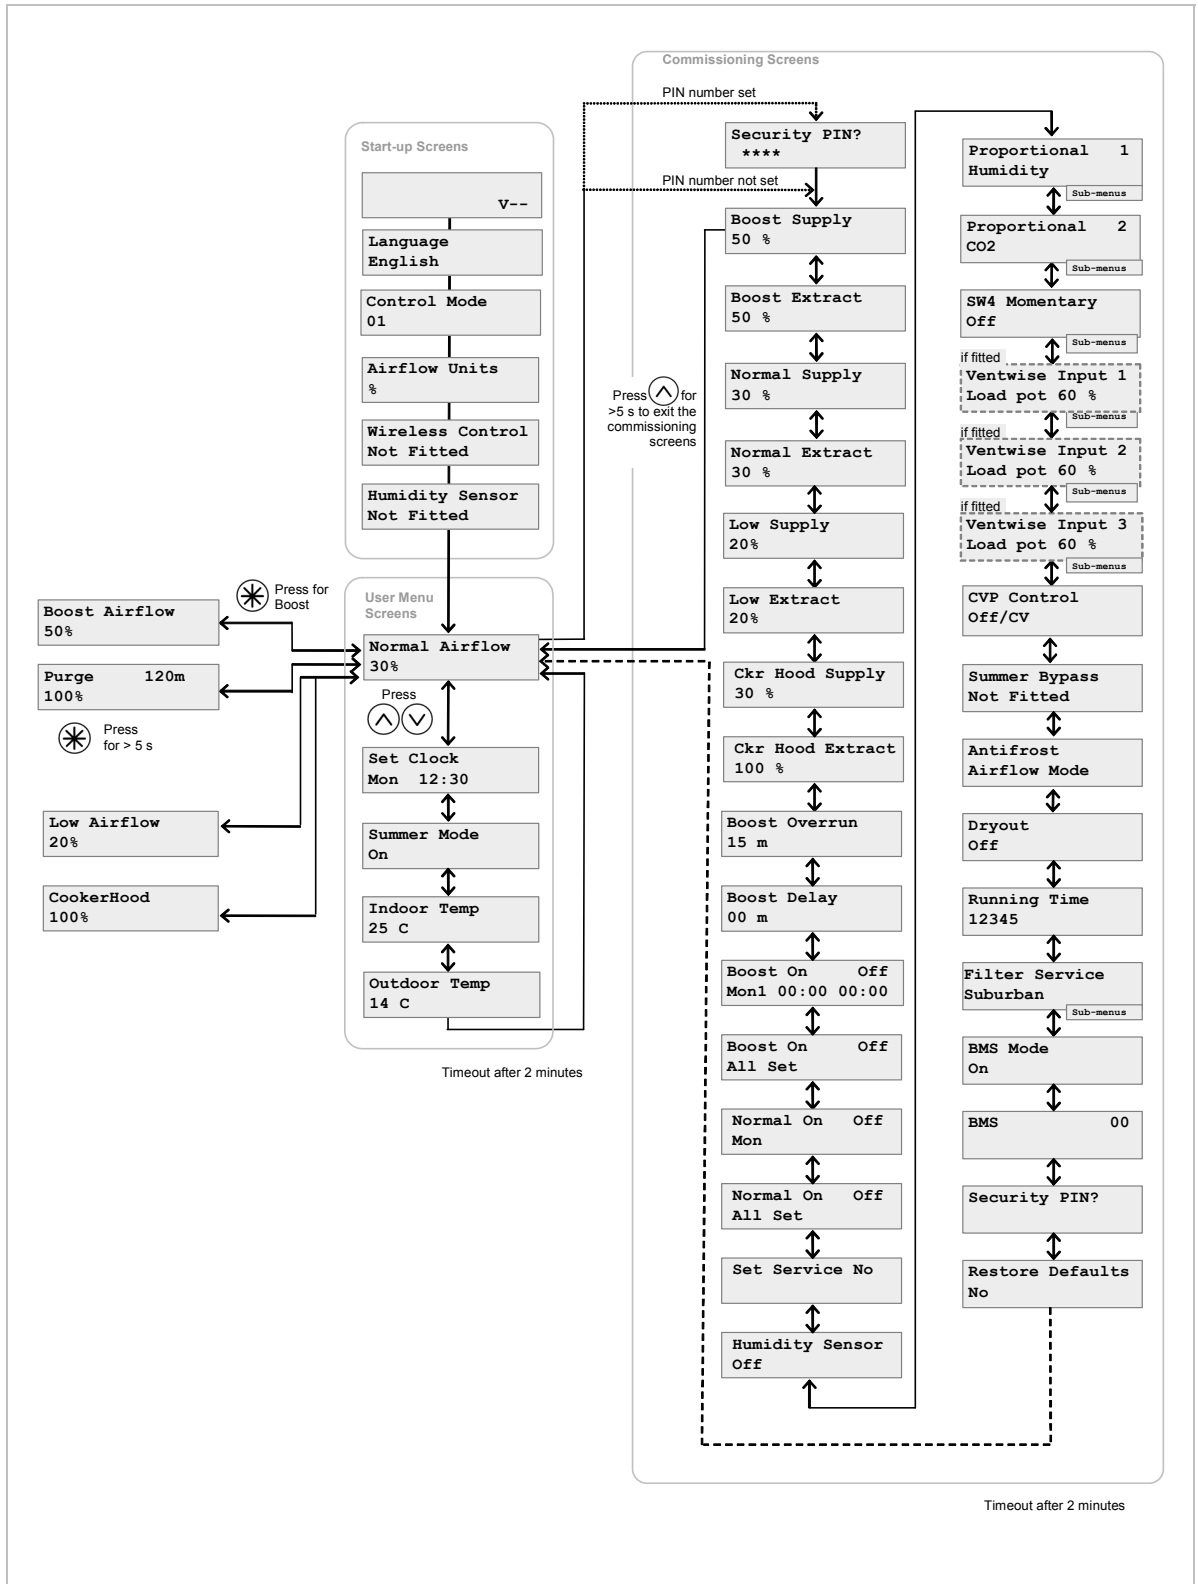 Commissioning Screens
PIN number set
Security PIN?
****
PIN number not set
Start-up Screens
V--
Language
English
Control Mode
01
Airflow Units
%
Wireless Control
Not Fitted
Humidity Sensor
Not Fitted
User Menu
Screens
Press for
Boost
Boost Airflow
50%
Purge 120m
100%
Press
for > 5 s
Low Airflow
20%
CookerHood
100%
Normal Airflow
30%
Press
Set Clock
Mon 12:30
Summer Mode
On
Indoor Temp
25 C
Outdoor Temp
14 C
Timeout after 2 minutes
Press for
>5 s to exit the
commissioning
screens
Boost Supply
50 %
Boost Extract
50 %
Normal Supply
30 %
Normal Extract
30 %
Low Supply
20%
Low Extract
20%
Ckr Hood Supply
30 %
Ckr Hood Extract
100 %
Boost Overrun
15 m
Boost Delay
00 m
Boost On Off
Mon1 00:00 00:00
Boost On Off
All Set
Normal On Off
Mon
Normal On Off
All Set
Set Service No
Humidity Sensor
Off
Proportional 1
Humidity
Sub-menus
Proportional 2
CO2
Sub-menus
SW4 Momentary
Off
Sub-menus
if fitted
Ventwise Input 1
Load pot 60 %
Sub-menus
if fitted
Ventwise Input 2
Load pot 60 %
Sub-menus
if fitted
Ventwise Input 3
Load pot 60 %
Sub-menus
CVP Control
Off/CV
Summer Bypass
Not Fitted
Antifrost
Airflow Mode
Dryout
Off
Running Time
12345
Filter Service
Suburban
Sub-menus
BMS Mode
On
BMS 00
Security PIN?
Restore Defaults
No
Timeout after 2 minutes